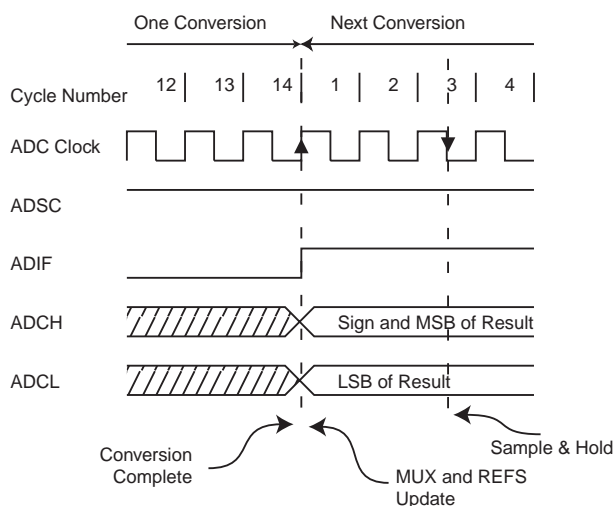 One Conversion
Next Conversion
Cycle Number
12
13
14
1
2
3
4
ADC Clock
ADSC
ADIF
ADCH
Sign and MSB of Result
ADCL
LSB of Result
Conversion
Complete
MUX and REFS
Update
Sample & Hold